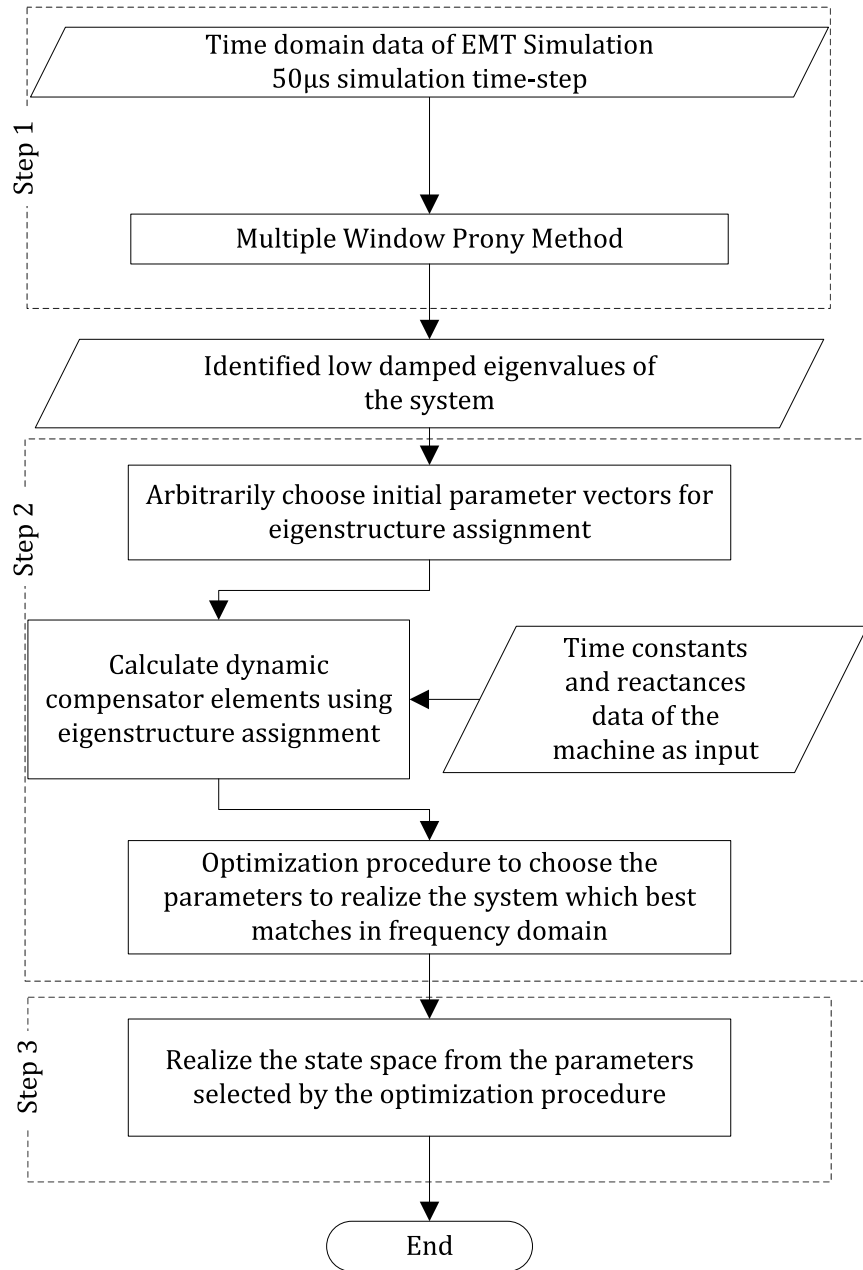 Time domain data of EMT Simulation
50µs simulation time-step
Step 1
Multiple Window Prony Method
Identified low damped eigenvalues of
the system
Step 2
Arbitrarily choose initial parameter vectors for
eigenstructure assignment
Calculate dynamic
compensator elements using
eigenstructure assignment
Time constants
and reactances
data of the
machine as input
Optimization procedure to choose the
parameters to realize the system which best
matches in frequency domain
Step 3
Realize the state space from the parameters
selected by the optimization procedure
End